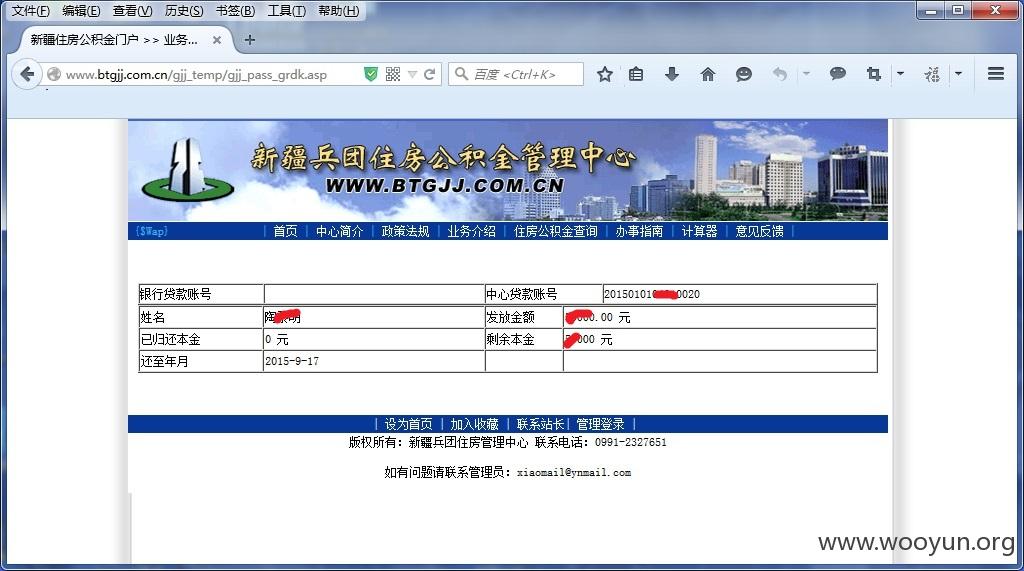 文件(F) 编辑(E) 查看(V) 历史(S) 书签(B) 工具(T) 帮助(H)
新疆住房公积金门户 >> 业务... × +
www.btgjj.com.cn/gjj_temp/gjj_pass_grdk.asp 百度 <Ctrl+K> 福
新疆兵团住房公积金管理中心
WWW.BTGJJ.COM.CN
{$Wap} | 首页 | 中心简介 | 政策法规 | 业务介绍 | 住房公积金查询 | 办事指南 | 计算器 | 意见反馈 |
银行贷款账号 中心贷款账号 201501010 0020
姓名 陶 明 发放金额 000.00 元
已归还本金 0 元 剩余本金 000 元
还至年月 2015-9-17
| 设为首页 | 加入收藏 | 联系站长 | 管理登录 |
版权所有：新疆兵团住房管理中心 联系电话：0991-2327651
如有问题请联系管理员：xiaomail@ynmail.com
www.wooyun.org